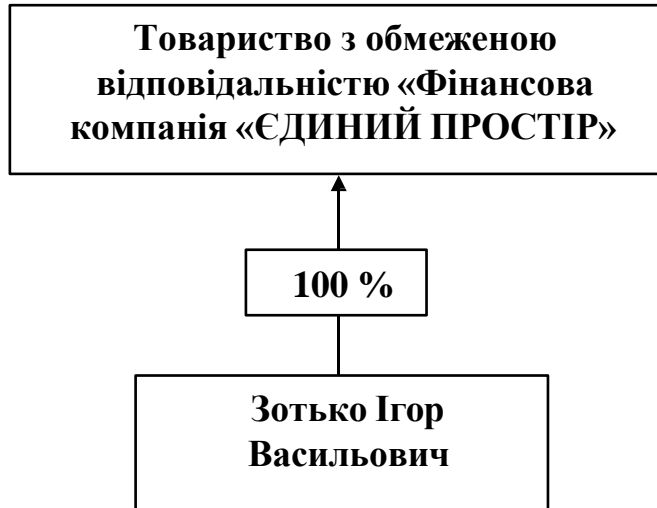 Товариство з обмеженою
відповідальністю «Фінансова
компанія «ЄДИНИЙ ПРОСТІР»
100 %
Зотько Ігор
Васильович